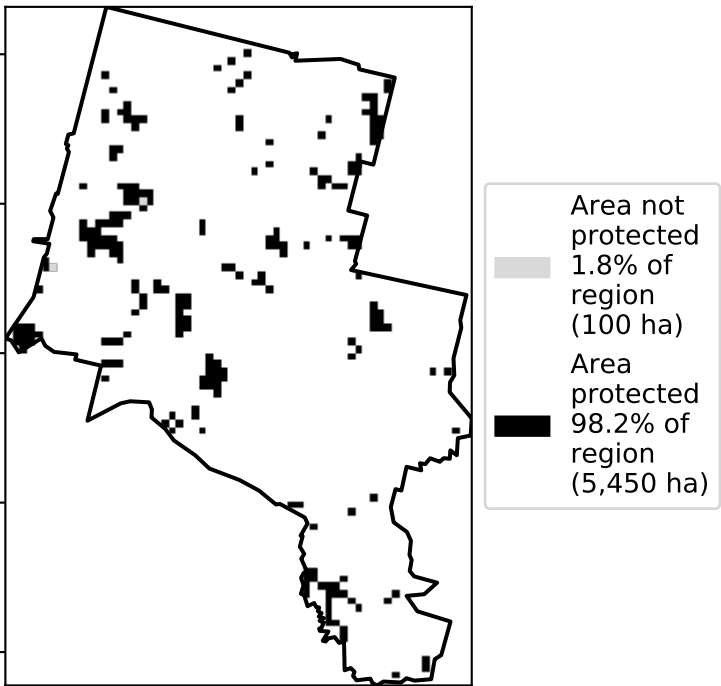 Area not
protected
1.8% of
region
(100 ha)
Area
protected
98.2% of
region
(5,450 ha)